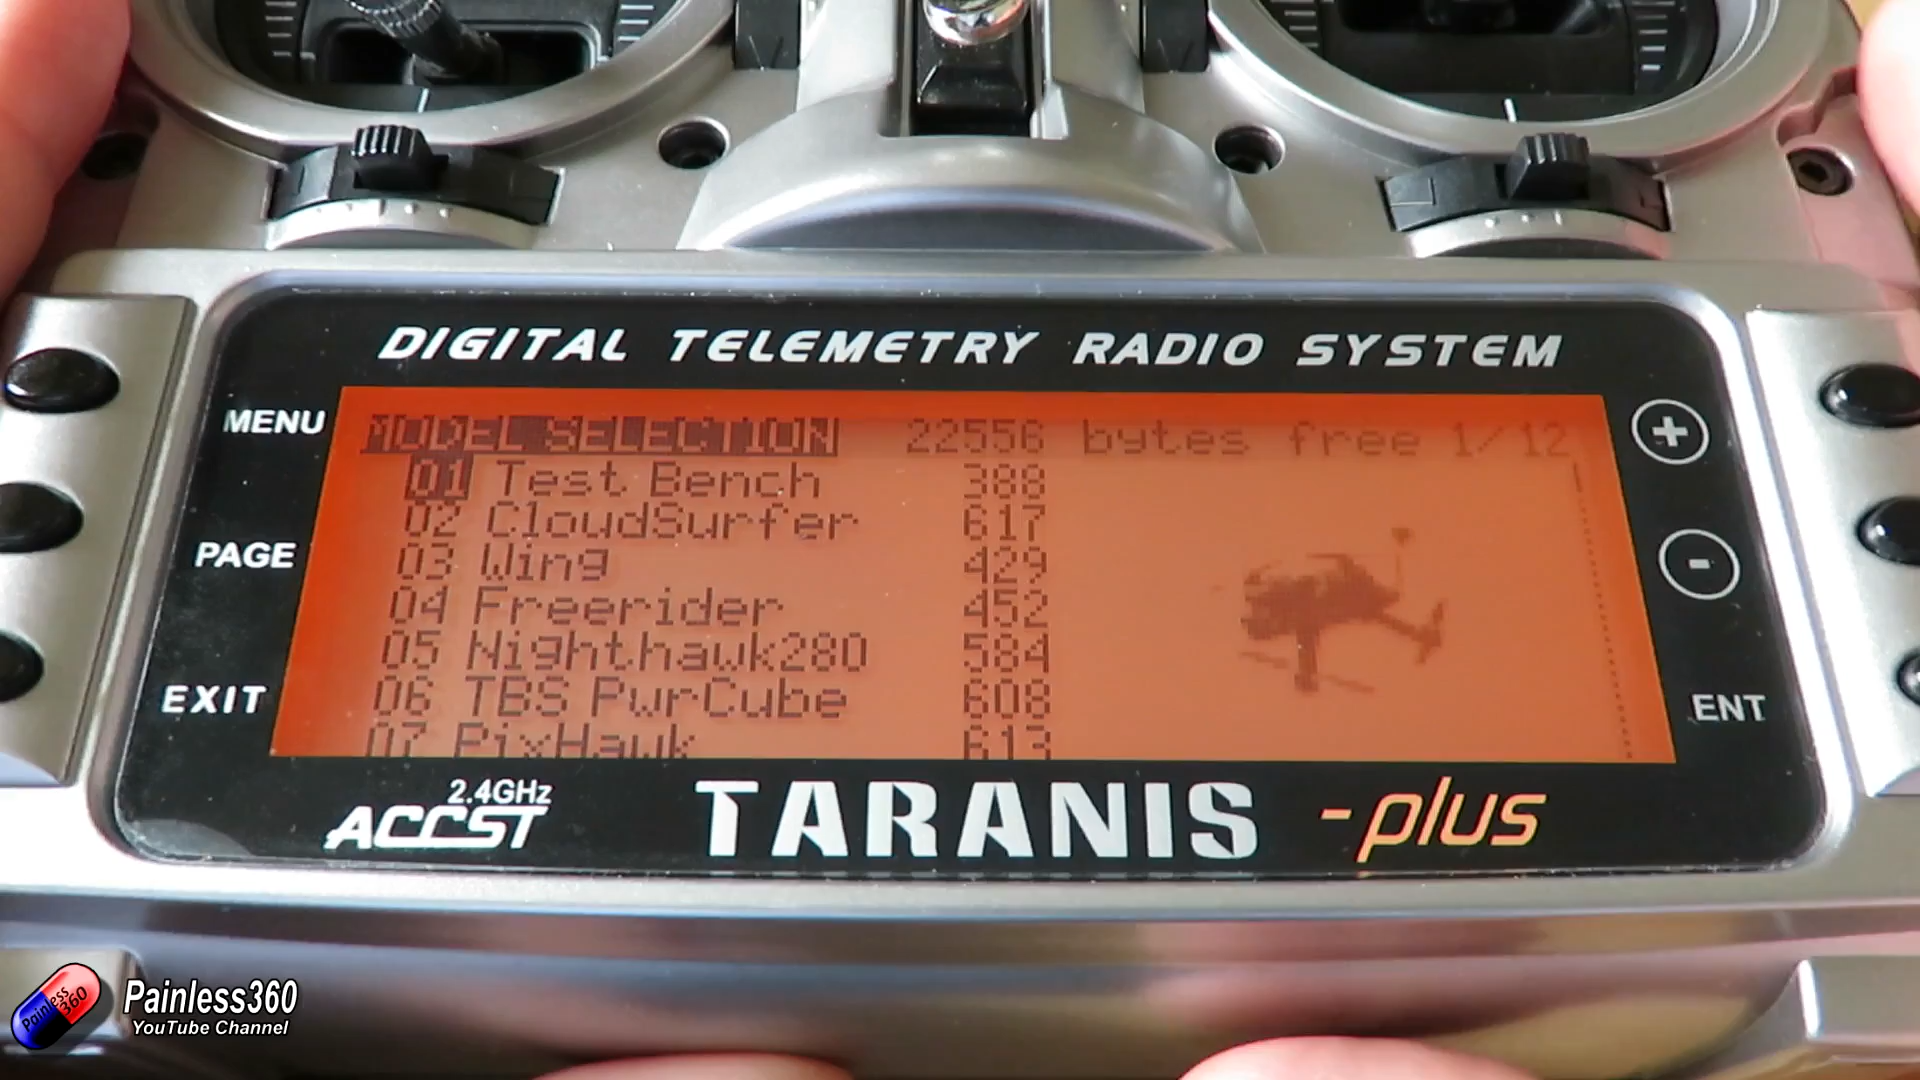 DIGITAL TELEMETRY RADIO SYSTEM
MENU
PAGE
EXIT
MODEL SELECTION 22556 bytes free 1/12
01 Test Bench 388
02 CloudSurfer 617
03 Wing 429
04 Freerider 452
05 Nighthawk280 584
06 TBS PwrCube 608
07 PixHawk 613
+
-
ENT
2.4GHz
ACCST
TARANIS -plus
Painless360
Painless360
YouTube Channel